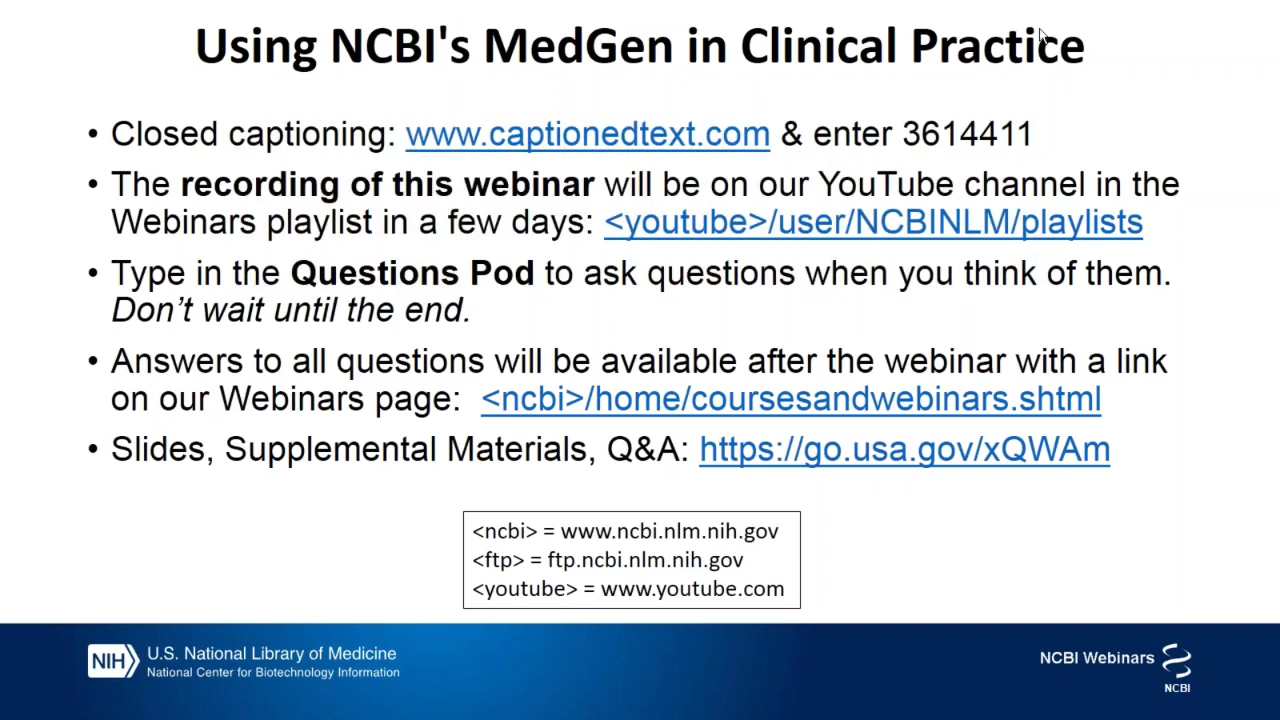 Using NCBI's MedGen in Clinical Practice
• Closed captioning: www.captionedtext.com & enter 3614411
• The recording of this webinar will be on our YouTube channel in the
Webinars playlist in a few days: <youtube>/user/NCBINLM/playlists
• Type in the Questions Pod to ask questions when you think of them.
Don’t wait until the end.
• Answers to all questions will be available after the webinar with a link
on our Webinars page: <ncbi>/home/coursesandwebinars.shtml
• Slides, Supplemental Materials, Q&A: https://go.usa.gov/xQWAm
<ncbi> = www.ncbi.nlm.nih.gov
<ftp> = ftp.ncbi.nlm.nih.gov
<youtube> = www.youtube.com
NIH
U.S. National Library of Medicine
National Center for Biotechnology Information
NCBI Webinars
NCBI